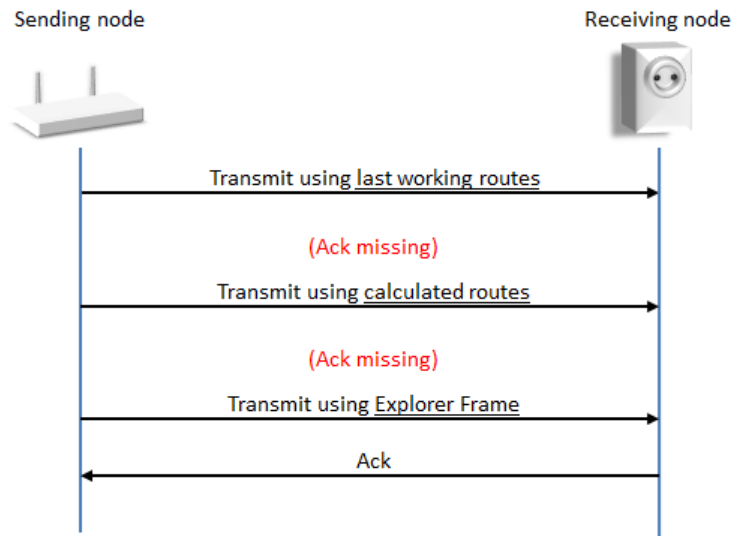 Sending node
Receiving node
Transmit using last working routes
(Ack missing)
Transmit using calculated routes
(Ack missing)
Transmit using Explorer Frame
Ack